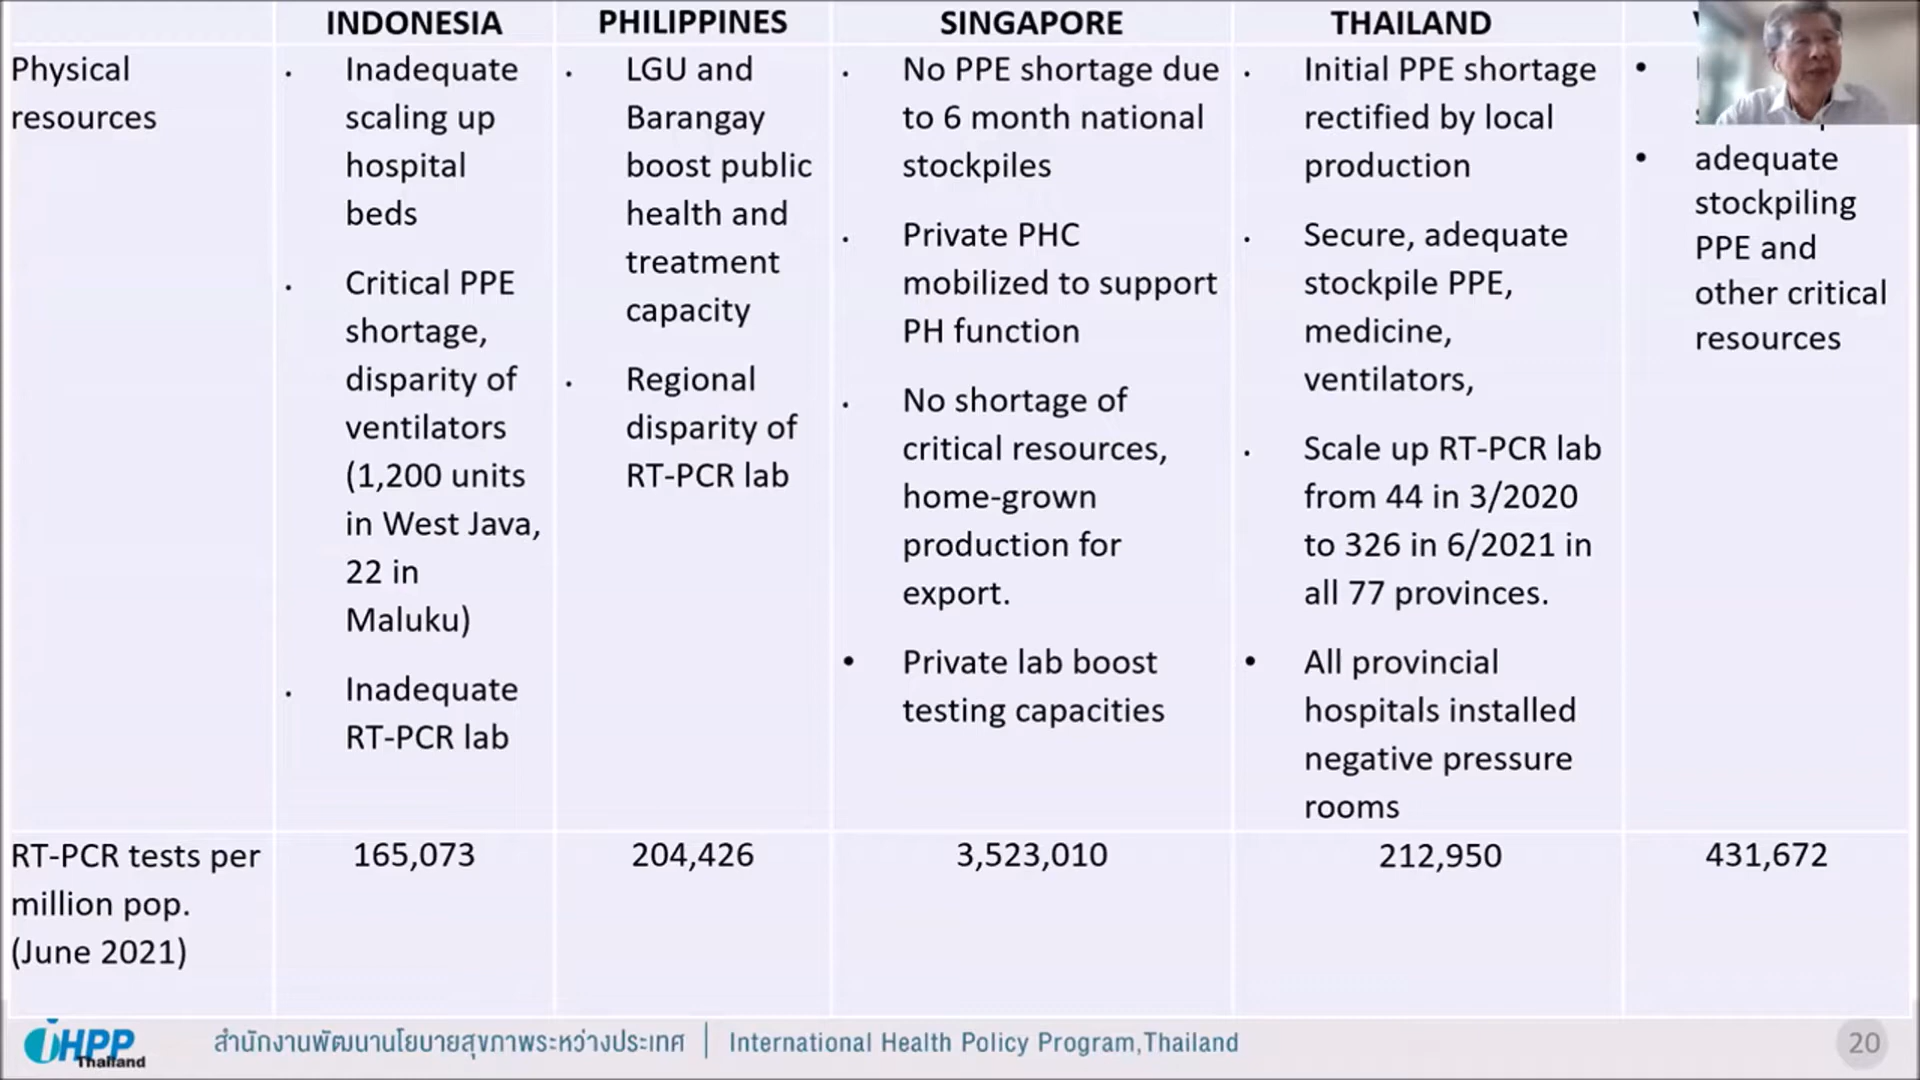 INDONESIA
PHILIPPINES
SINGAPORE
THAILAND
Physical
resources
• Inadequate
scaling up
hospital
beds
• Critical PPE
shortage,
disparity of
ventilators
(1,200 units
in West Java,
22 in
Maluku)
• Inadequate
RT-PCR lab
• LGU and
Barangay
boost public
health and
treatment
capacity
• Regional
disparity of
RT-PCR lab
• No PPE shortage due
to 6 month national
stockpiles
• Private PHC
mobilized to support
PH function
• No shortage of
critical resources,
home-grown
production for
export.
• Private lab boost
testing capacities
• Initial PPE shortage
rectified by local
production
• Secure, adequate
stockpile PPE,
medicine,
ventilators,
• Scale up RT-PCR lab
from 44 in 3/2020
to 326 in 6/2021 in
all 77 provinces.
• All provincial
hospitals installed
negative pressure
rooms
• adequate
stockpiling
PPE and
other critical
resources
RT-PCR tests per
million pop.
(June 2021)
165,073
204,426
3,523,010
212,950
431,672
iHPP
Thailand
สำนักงานพัฒนานโยบายสุขภาพระหว่างประเทศ | International Health Policy Program,Thailand
20